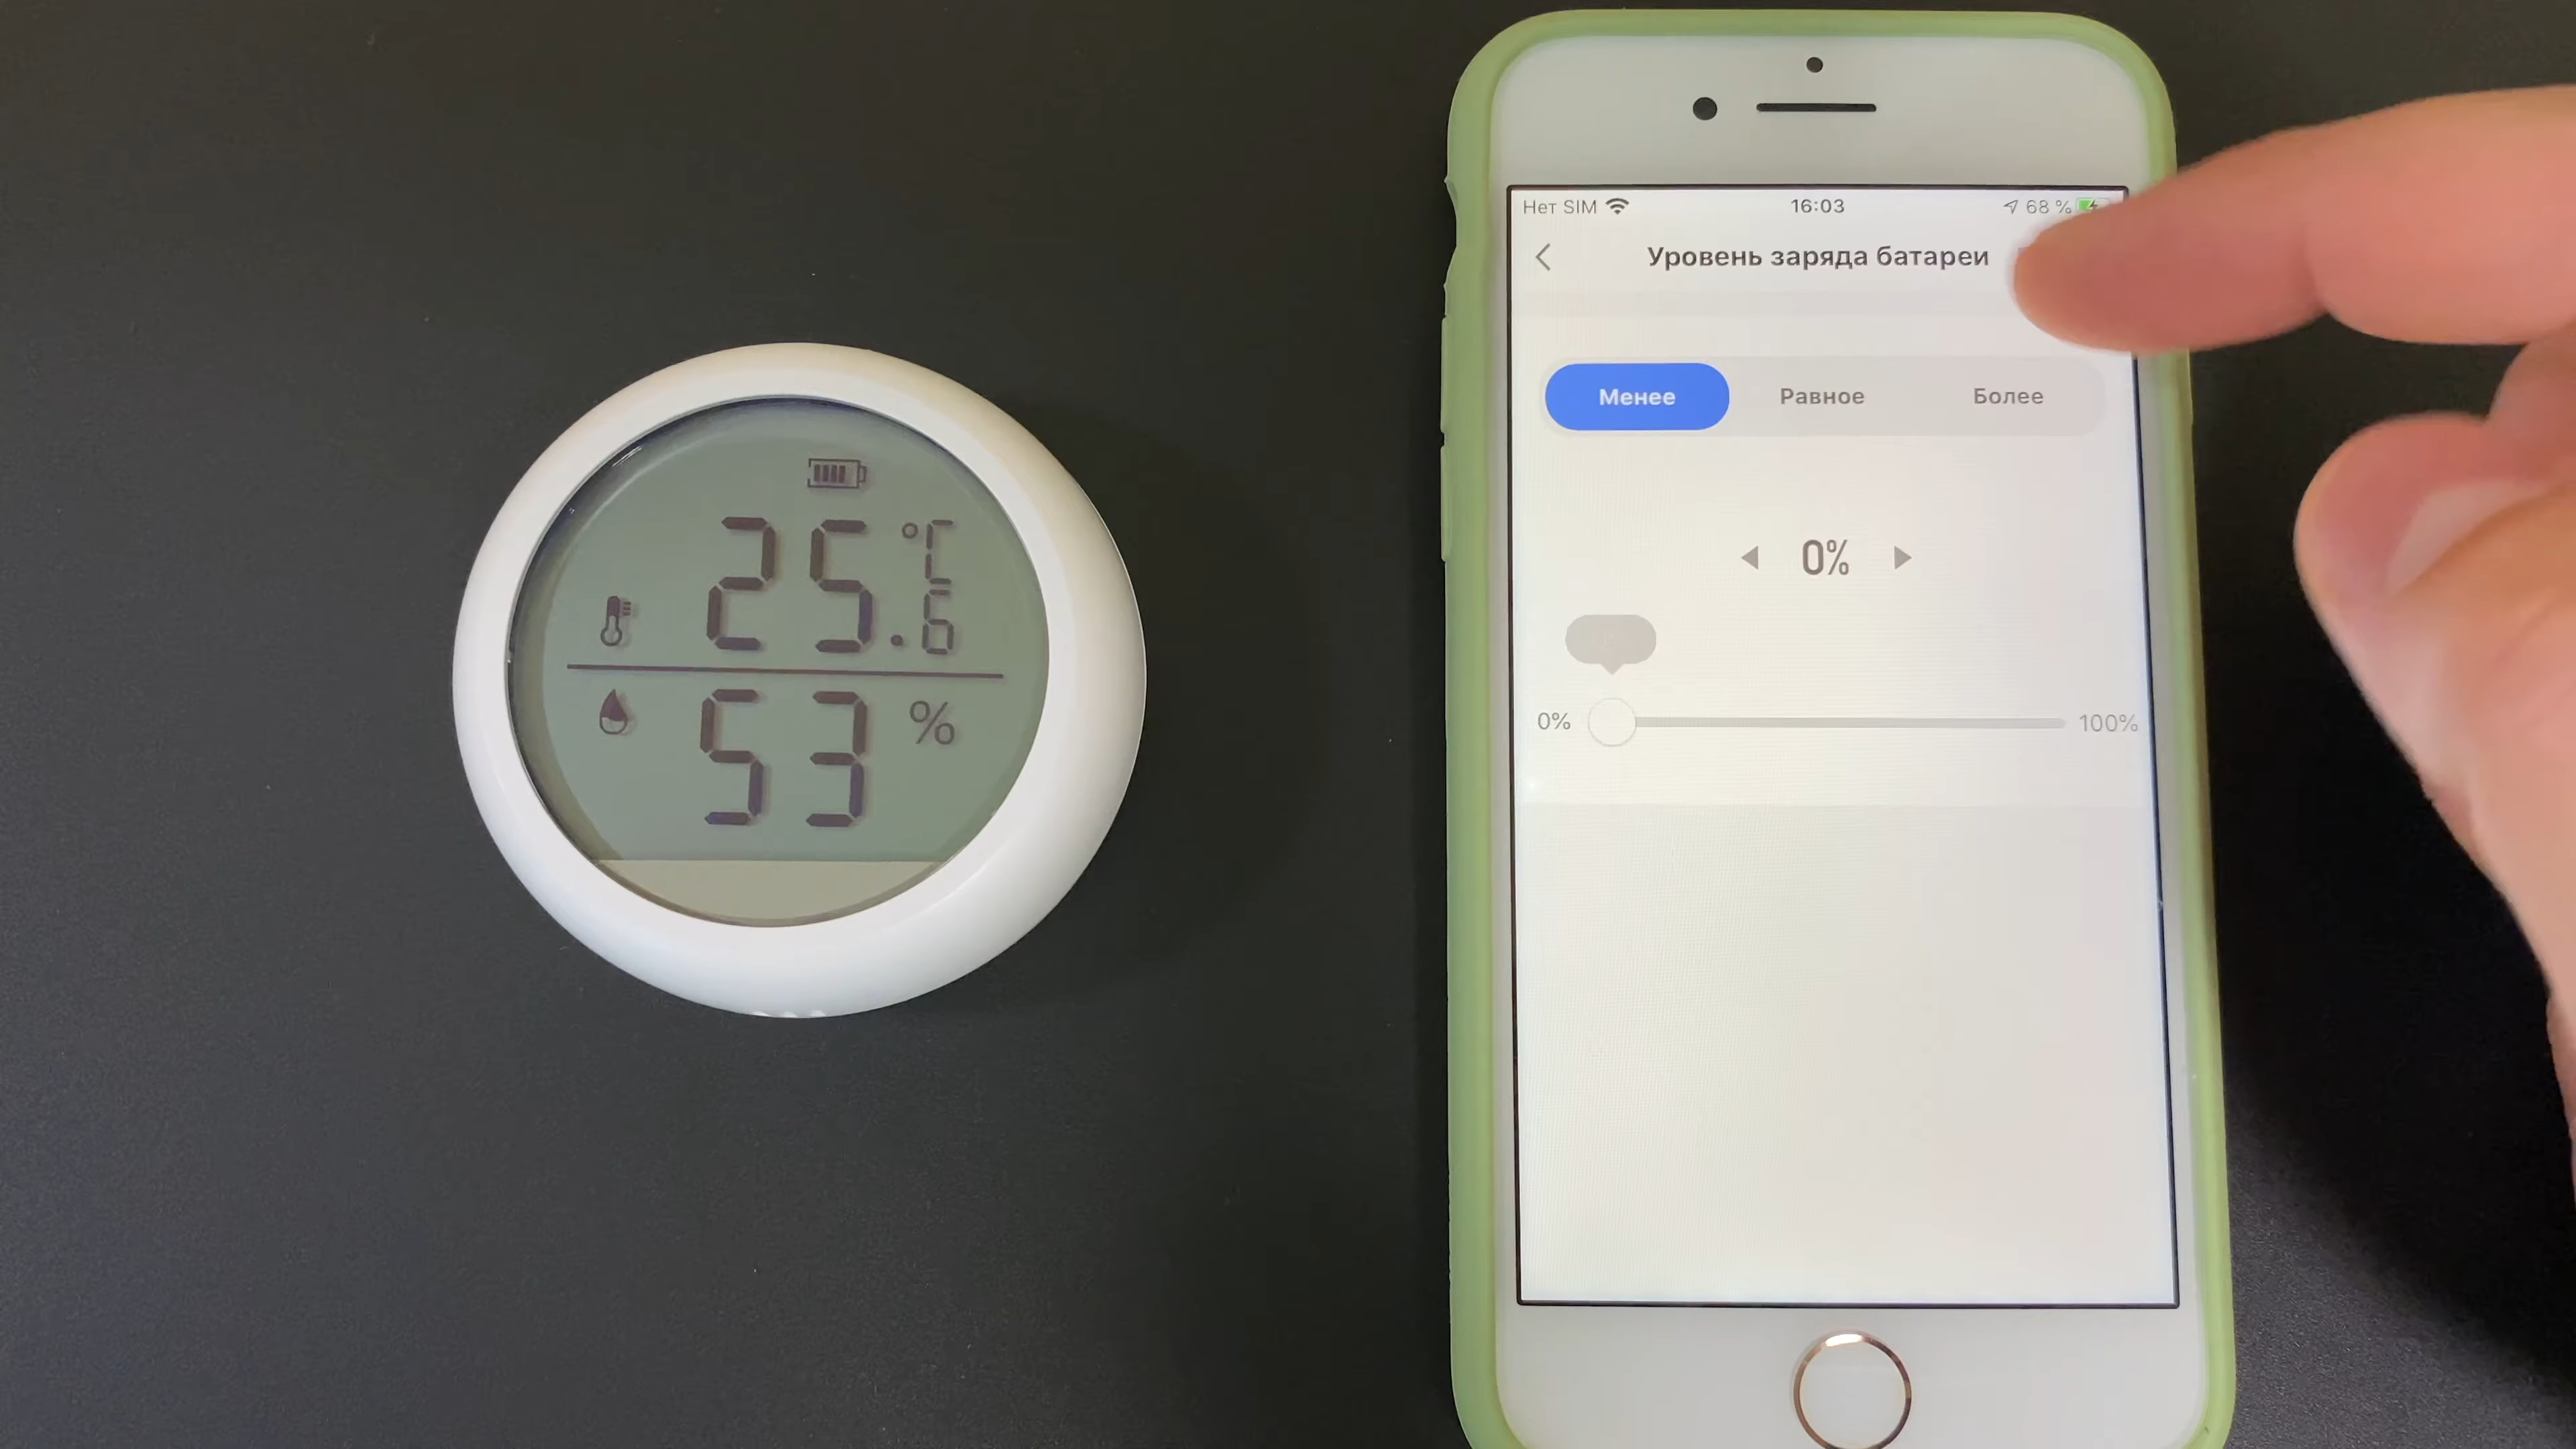 25.6 °C
53 %
Нет SIM 16:03 68 %
Уровень заряда батареи
Менее Равное Более
0%
0% 100%